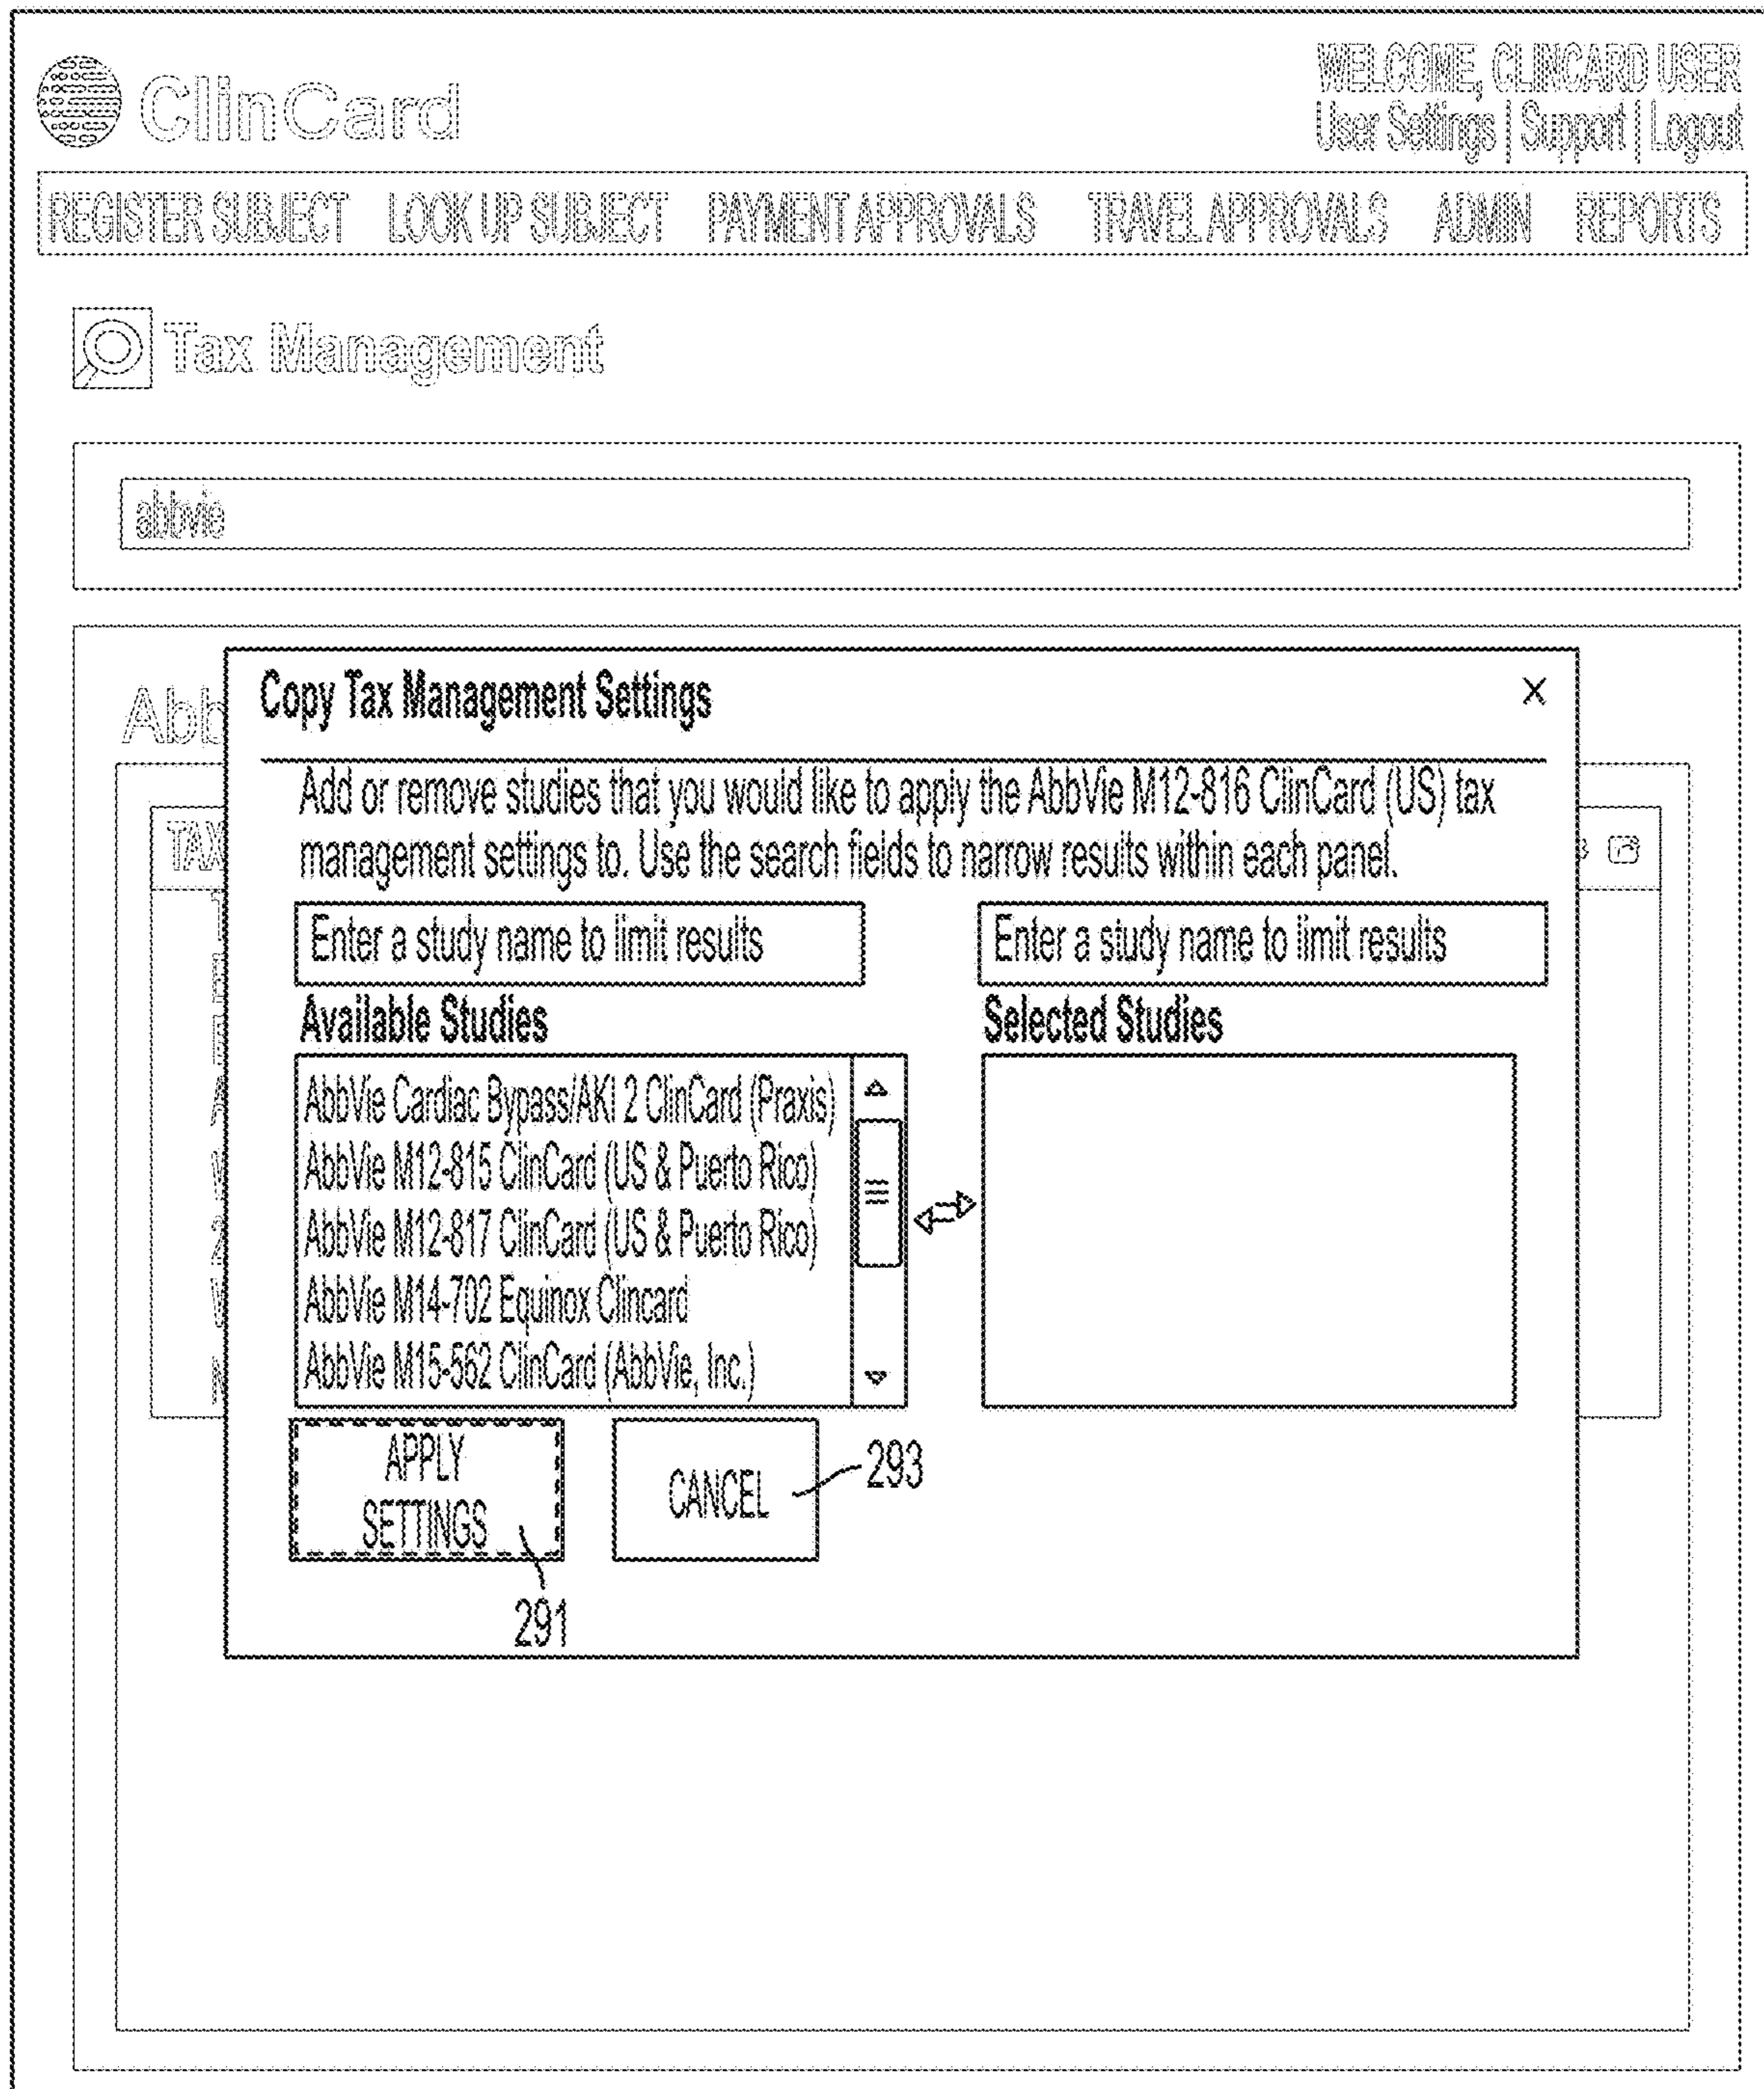 ClinCard
WELCOME, CLINCARD USER
User Settings | Support | Logout
REGISTER SUBJECT LOOK UP SUBJECT PAYMENT APPROVALS TRAVEL APPROVALS ADMIN REPORTS
Tax Management
abbvie
Abb
TAX
Copy Tax Management Settings X
Add or remove studies that you would like to apply the AbbVie M12-816 ClinCard (US) tax
management settings to. Use the search fields to narrow results within each panel.
Enter a study name to limit results Enter a study name to limit results
Available Studies Selected Studies
AbbVie Cardiac Bypass/AKI 2 ClinCard (Praxis)
AbbVie M12-815 ClinCard (US & Puerto Rico)
AbbVie M12-817 ClinCard (US & Puerto Rico)
AbbVie M14-702 Equinox Clincard
AbbVie M15-562 ClinCard (AbbVie, Inc.)
APPLY
SETTINGS
CANCEL
293
291